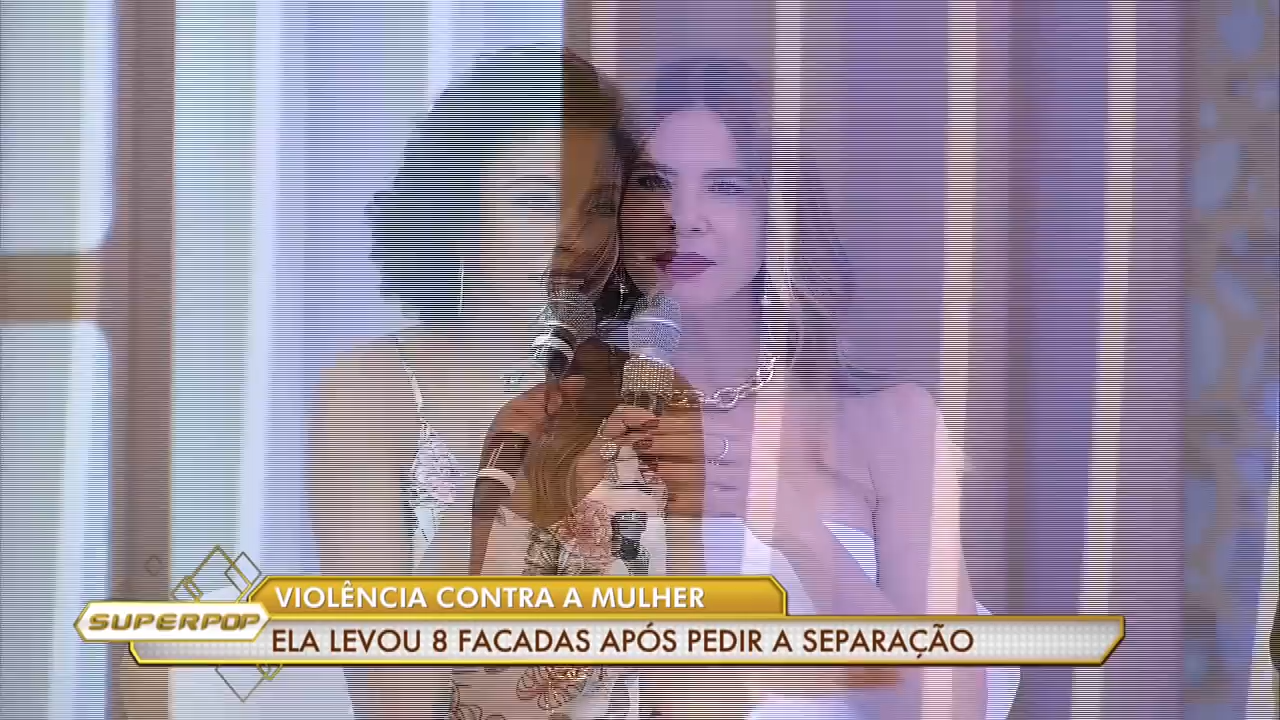 VIOLÊNCIA CONTRA A MULHER
SUPERPOP
ELA LEVOU 8 FACADAS APÓS PEDIR A SEPARAÇÃO